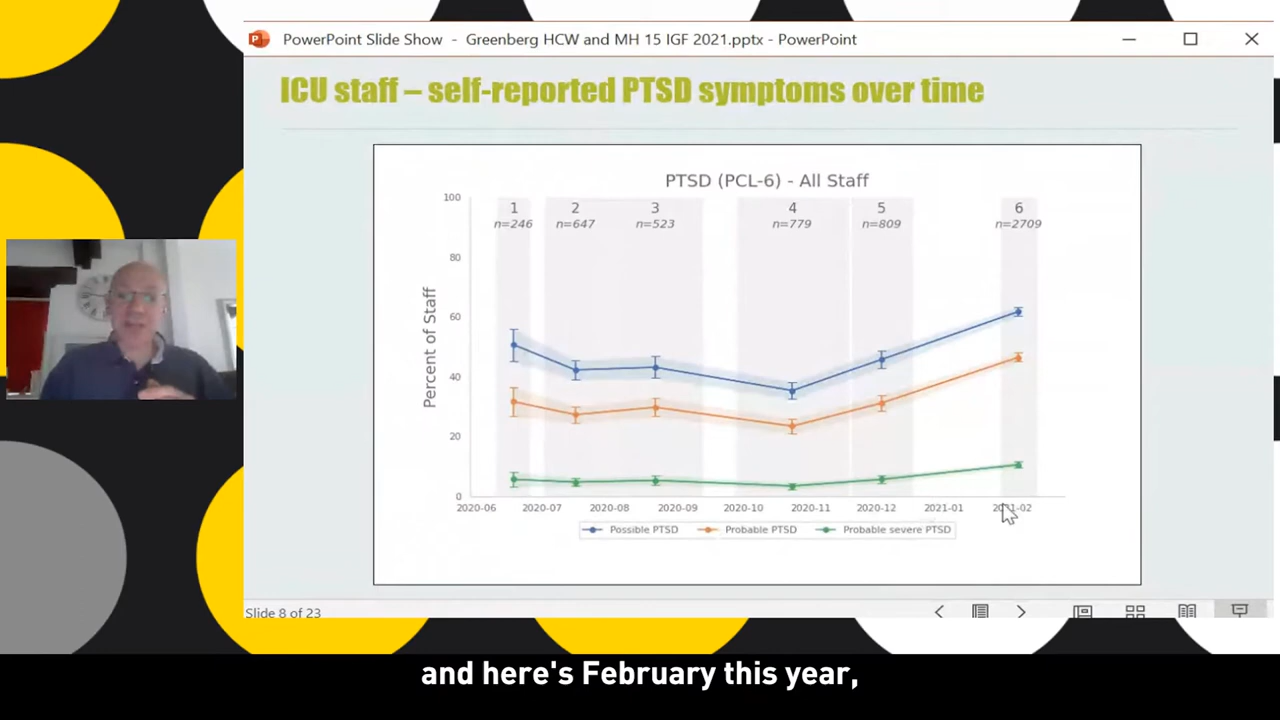 PowerPoint Slide Show - Greenberg HCW and MH 15 IGF 2021.pptx - PowerPoint
ICU staff – self-reported PTSD symptoms over time
PTSD (PCL-6) - All Staff
100
80
60
40
20
0
Percent of Staff
1 2 3 4 5 6
n=246 n=647 n=523 n=779 n=809 n=2709
2020-06 2020-07 2020-08 2020-09 2020-10 2020-11 2020-12 2021-01 2021-02
Possible PTSD Probable PTSD Probable severe PTSD
Slide 8 of 23
and here's February this year,